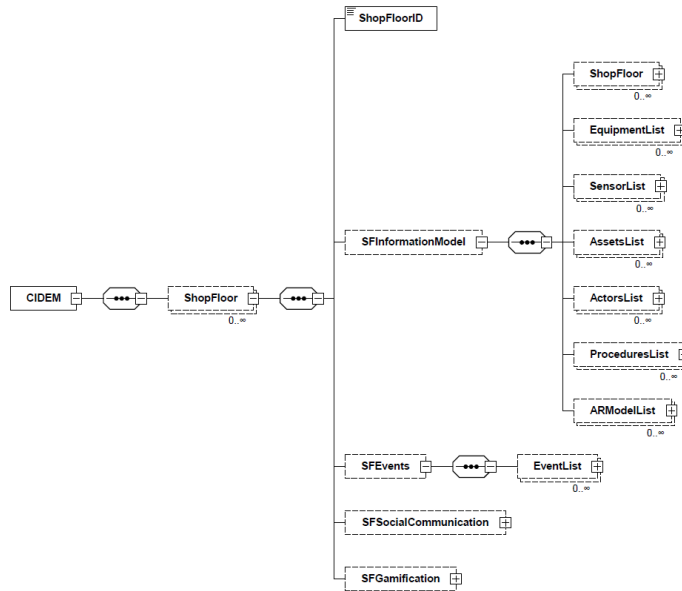 ShopFloorID
ShopFloor
0..∞
EquipmentList
0..∞
SensorList
0..∞
SFInformationModel
AssetsList
0..∞
CIDEM
ShopFloor
0..∞
ActorsList
0..∞
ProceduresList
0..∞
ARModelList
0..∞
SFEvents
EventList
0..∞
SFSocialCommunication
SFGamification